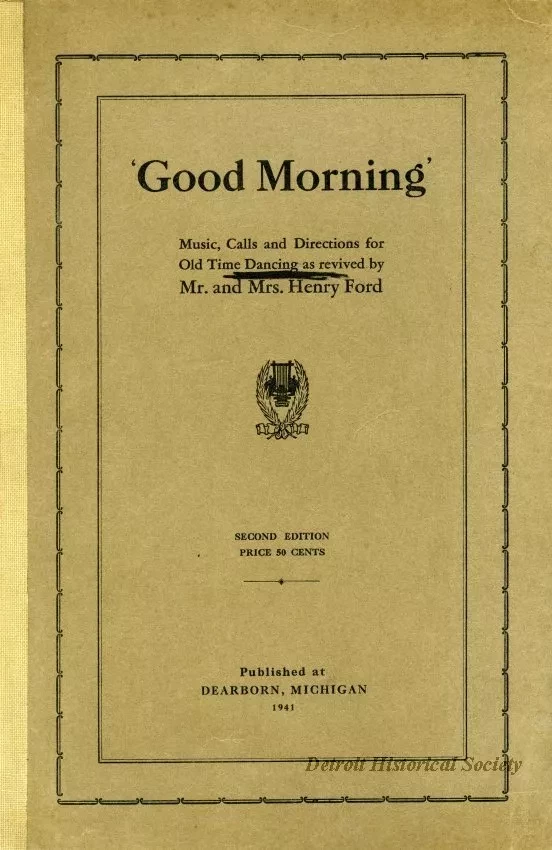 'Good Morning'
Music, Calls and Directions for
Old Time Dancing as revived by
Mr. and Mrs. Henry Ford
SECOND EDITION
PRICE 50 CENTS
Published at
DEARBORN, MICHIGAN
1941
Detroit Historical Society